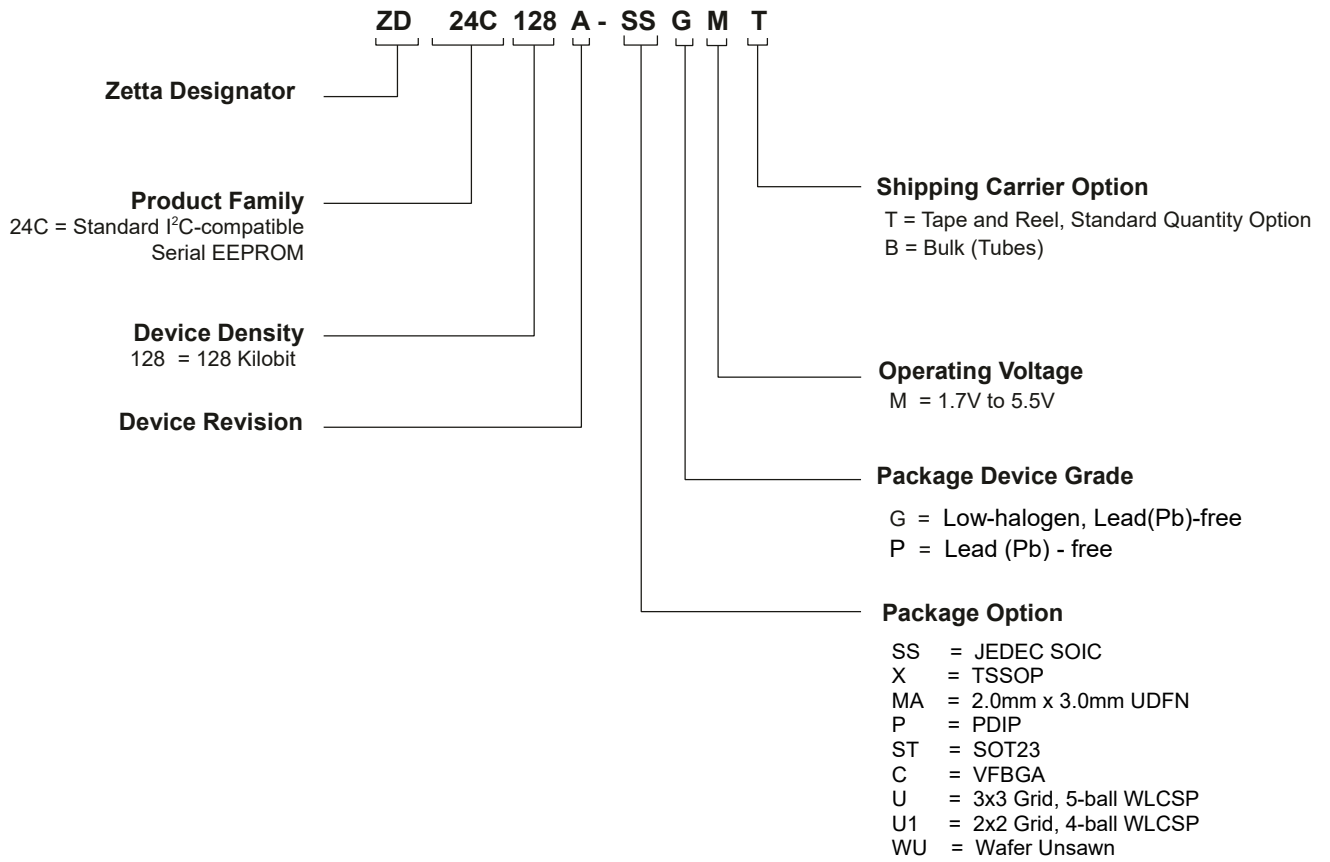 ZD 24C 128 A - SS G M T
Zetta Designator
Product Family
24C = Standard I²C-compatible
Serial EEPROM
Device Density
128 = 128 Kilobit
Device Revision
Shipping Carrier Option
T = Tape and Reel, Standard Quantity Option
B = Bulk (Tubes)
Operating Voltage
M = 1.7V to 5.5V
Package Device Grade
G = Low-halogen, Lead(Pb)-free
P = Lead (Pb) - free
Package Option
SS = JEDEC SOIC
X = TSSOP
MA = 2.0mm x 3.0mm UDFN
P = PDIP
ST = SOT23
C = VFBGA
U = 3x3 Grid, 5-ball WLCSP
U1 = 2x2 Grid, 4-ball WLCSP
WU = Wafer Unsawn